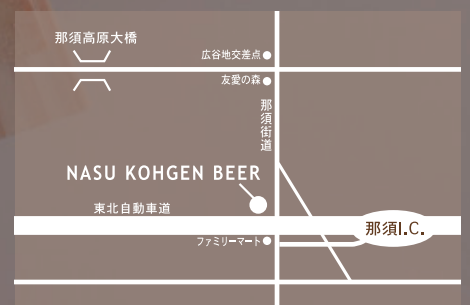 那須高原大橋
広谷地交差点
友愛の森
那須街道
NASU KOHGEN BEER
東北自動車道
那須I.C.
ファミリーマート